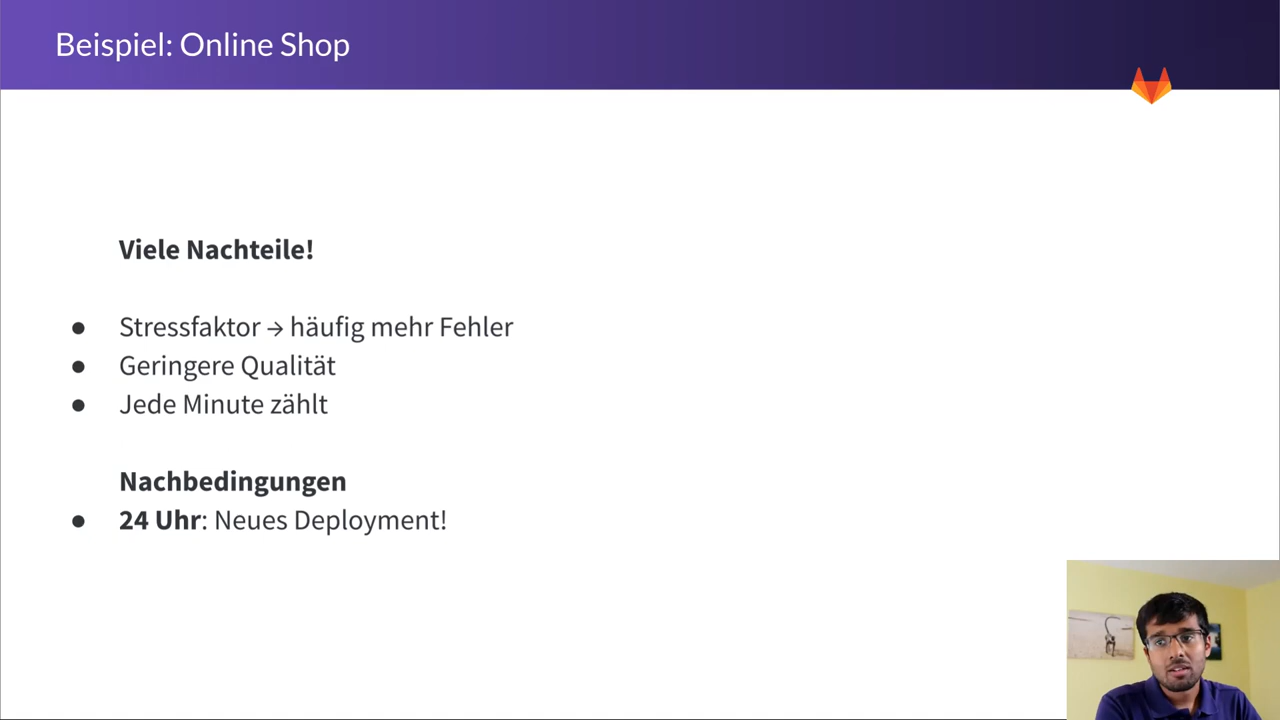 Beispiel: Online Shop
Viele Nachteile!
● Stressfaktor → häufig mehr Fehler
● Geringere Qualität
● Jede Minute zählt
Nachbedingungen
● 24 Uhr: Neues Deployment!